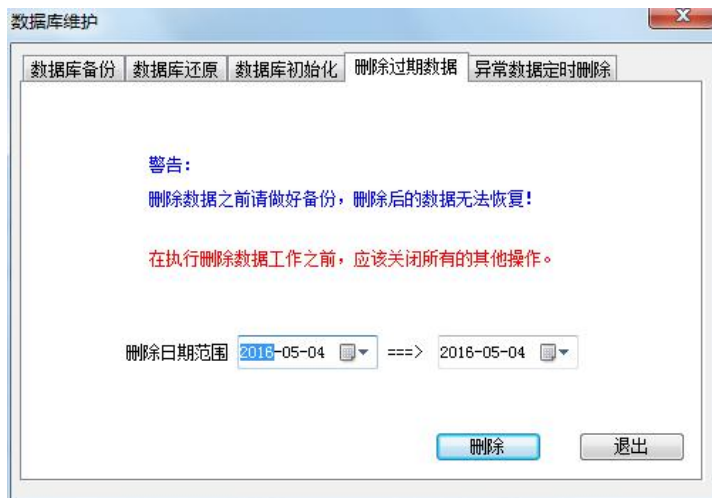 数据库维护
数据库备份 数据库还原 数据库初始化 删除过期数据 异常数据定时删除
警告:
删除数据之前请做好备份，删除后的数据无法恢复!
在执行删除数据工作之前，应该关闭所有的其他操作。
删除日期范围 2016-05-04 ===> 2016-05-04
删除 退出